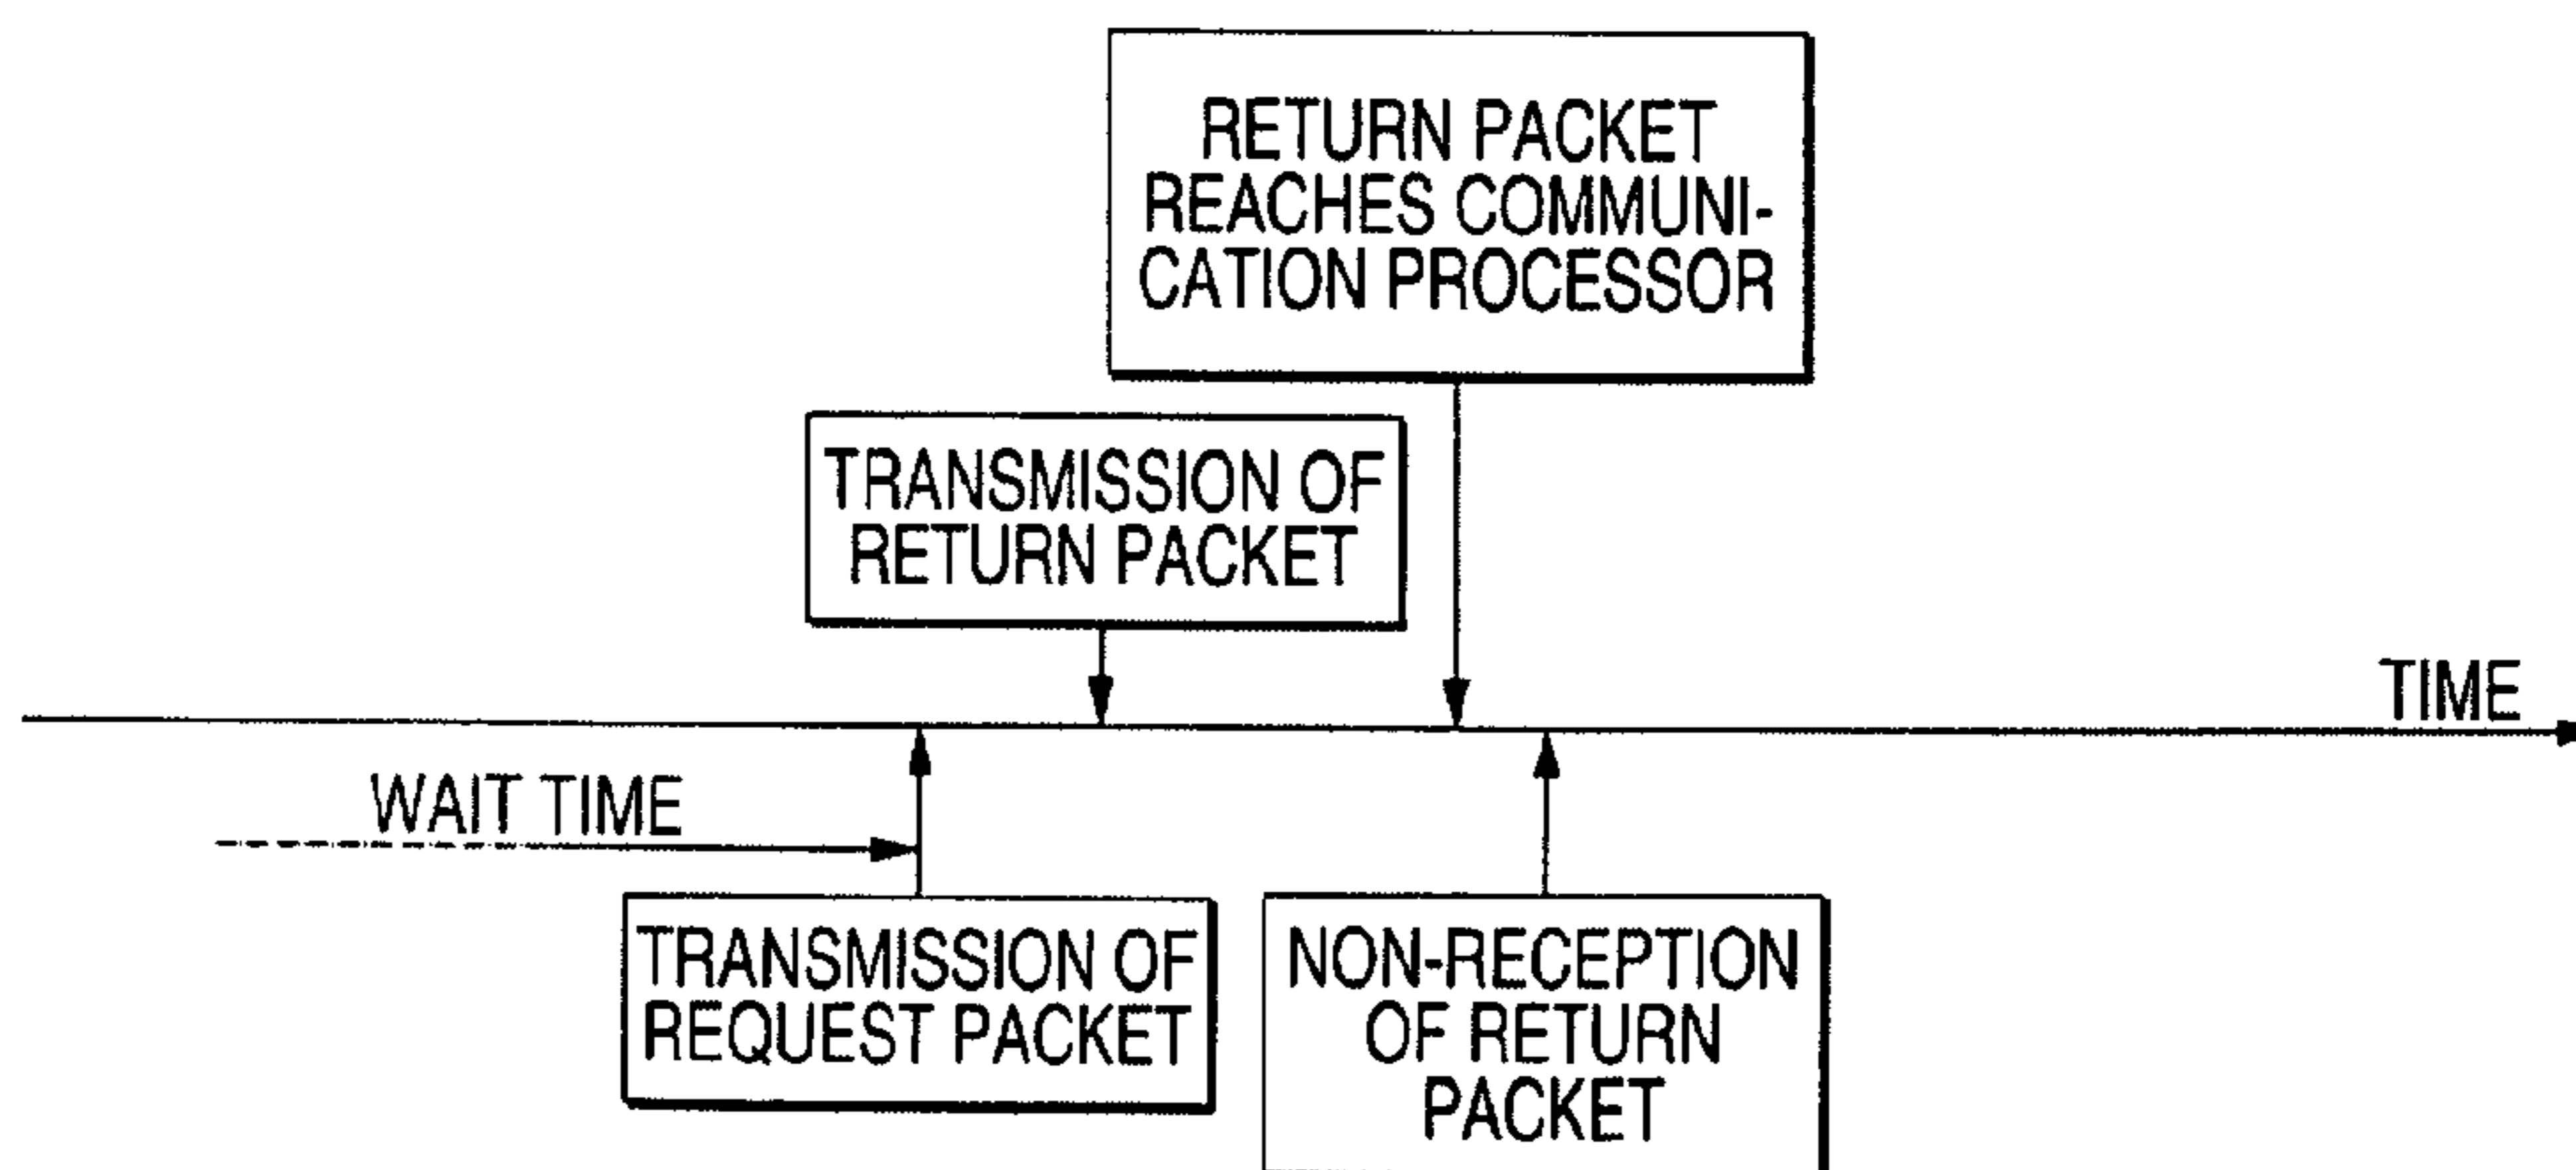 RETURN PACKET
REACHES COMMUNI-
CATION PROCESSOR
TRANSMISSION OF
RETURN PACKET
TIME
WAIT TIME
TRANSMISSION OF
REQUEST PACKET
NON-RECEPTION
OF RETURN
PACKET